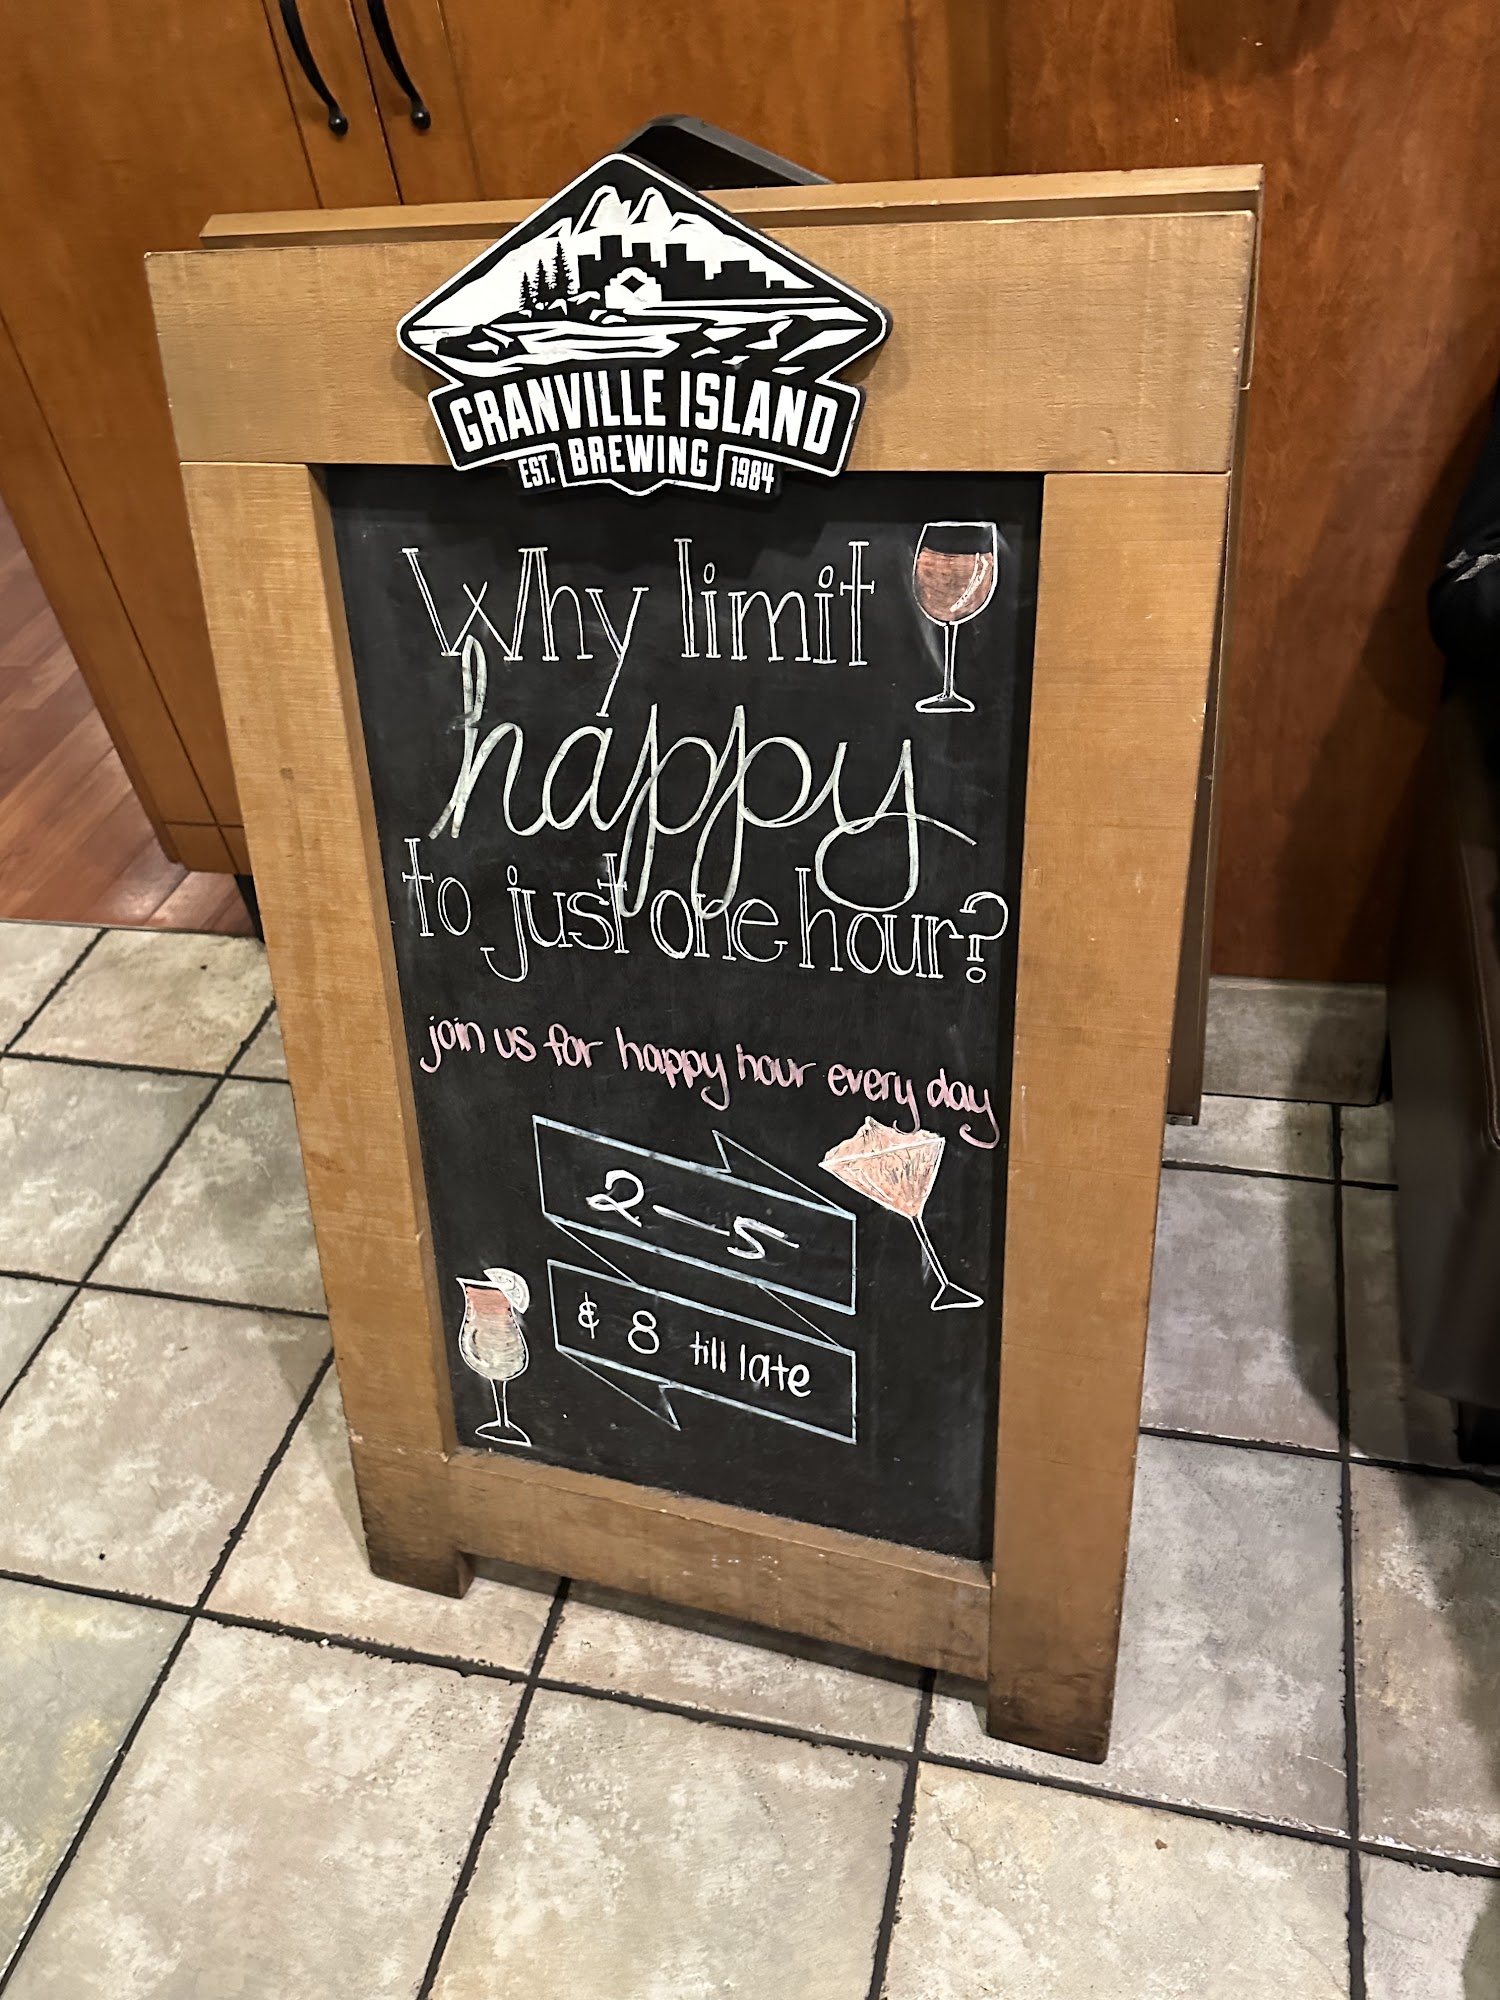 GRANVILLE ISLAND
EST. BREWING 1984
Why limit
happy
to just one hour?
join us for happy hour every day
2-5
& 8 till late